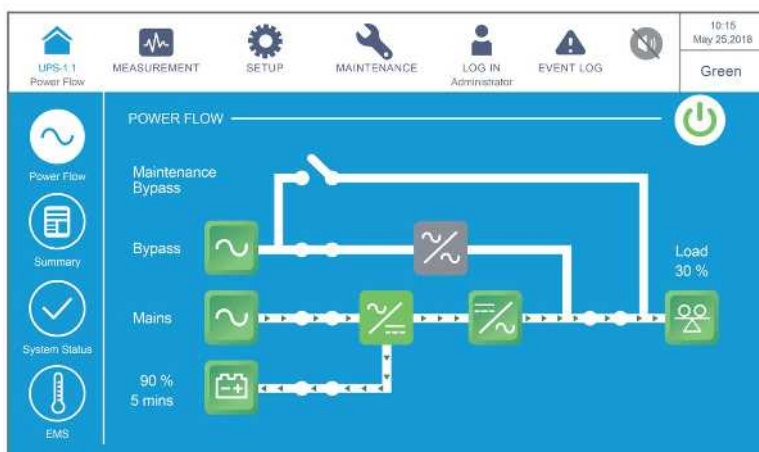 UPS-1.1
Power Flow
MEASUREMENT
SETUP
MAINTENANCE
LOG IN
Administrator
EVENT LOG
10:15
May 25,2018
Green
Power Flow
Summary
System Status
EMS
POWER FLOW
Maintenance
Bypass
Bypass
Mains
90 %
5 mins
Load
30 %